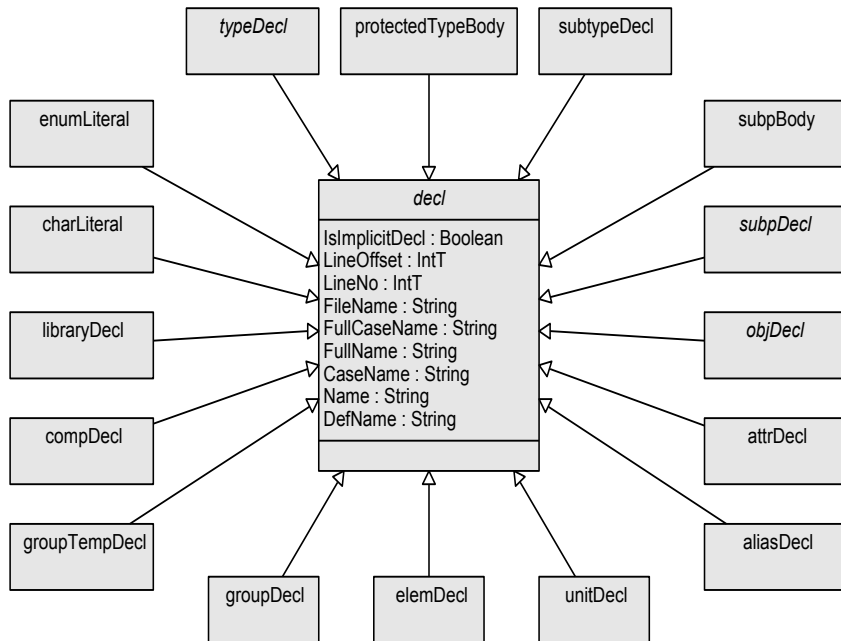 typeDecl
protectedTypeBody
subtypeDecl
enumLiteral
subpBody
decl
charLiteral
subpDecl
IsImplicitDecl : Boolean
LineOffset : IntT
LineNo : IntT
FileName : String
FullCaseName : String
FullName : String
CaseName : String
Name : String
DefName : String
libraryDecl
objDecl
compDecl
attrDecl
groupTempDecl
aliasDecl
groupDecl
elemDecl
unitDecl